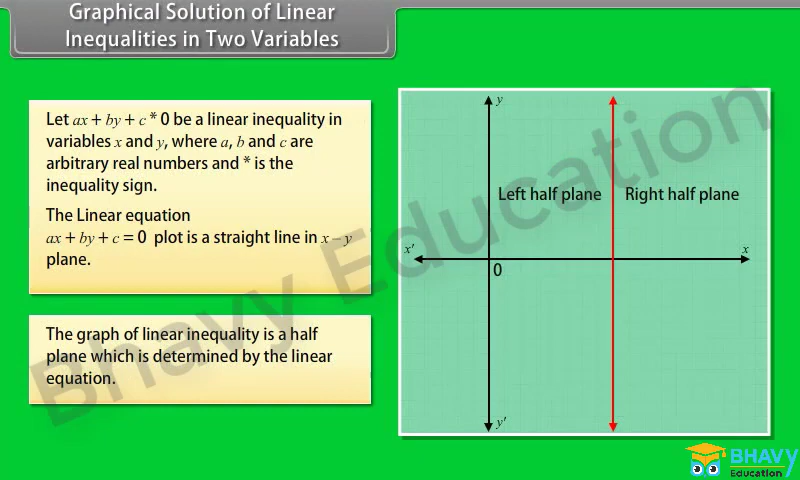 Graphical Solution of Linear
Inequalities in Two Variables
Let ax + by + c * 0 be a linear inequality in
variables x and y, where a, b and c are
arbitrary real numbers and * is the
inequality sign.
The Linear equation
ax + by + c = 0 plot is a straight line in x – y
plane.
The graph of linear inequality is a half
plane which is determined by the linear
equation.
y
Left half plane
Right half plane
x′
x
0
y′
Bhavy Education
BHAVY
Education